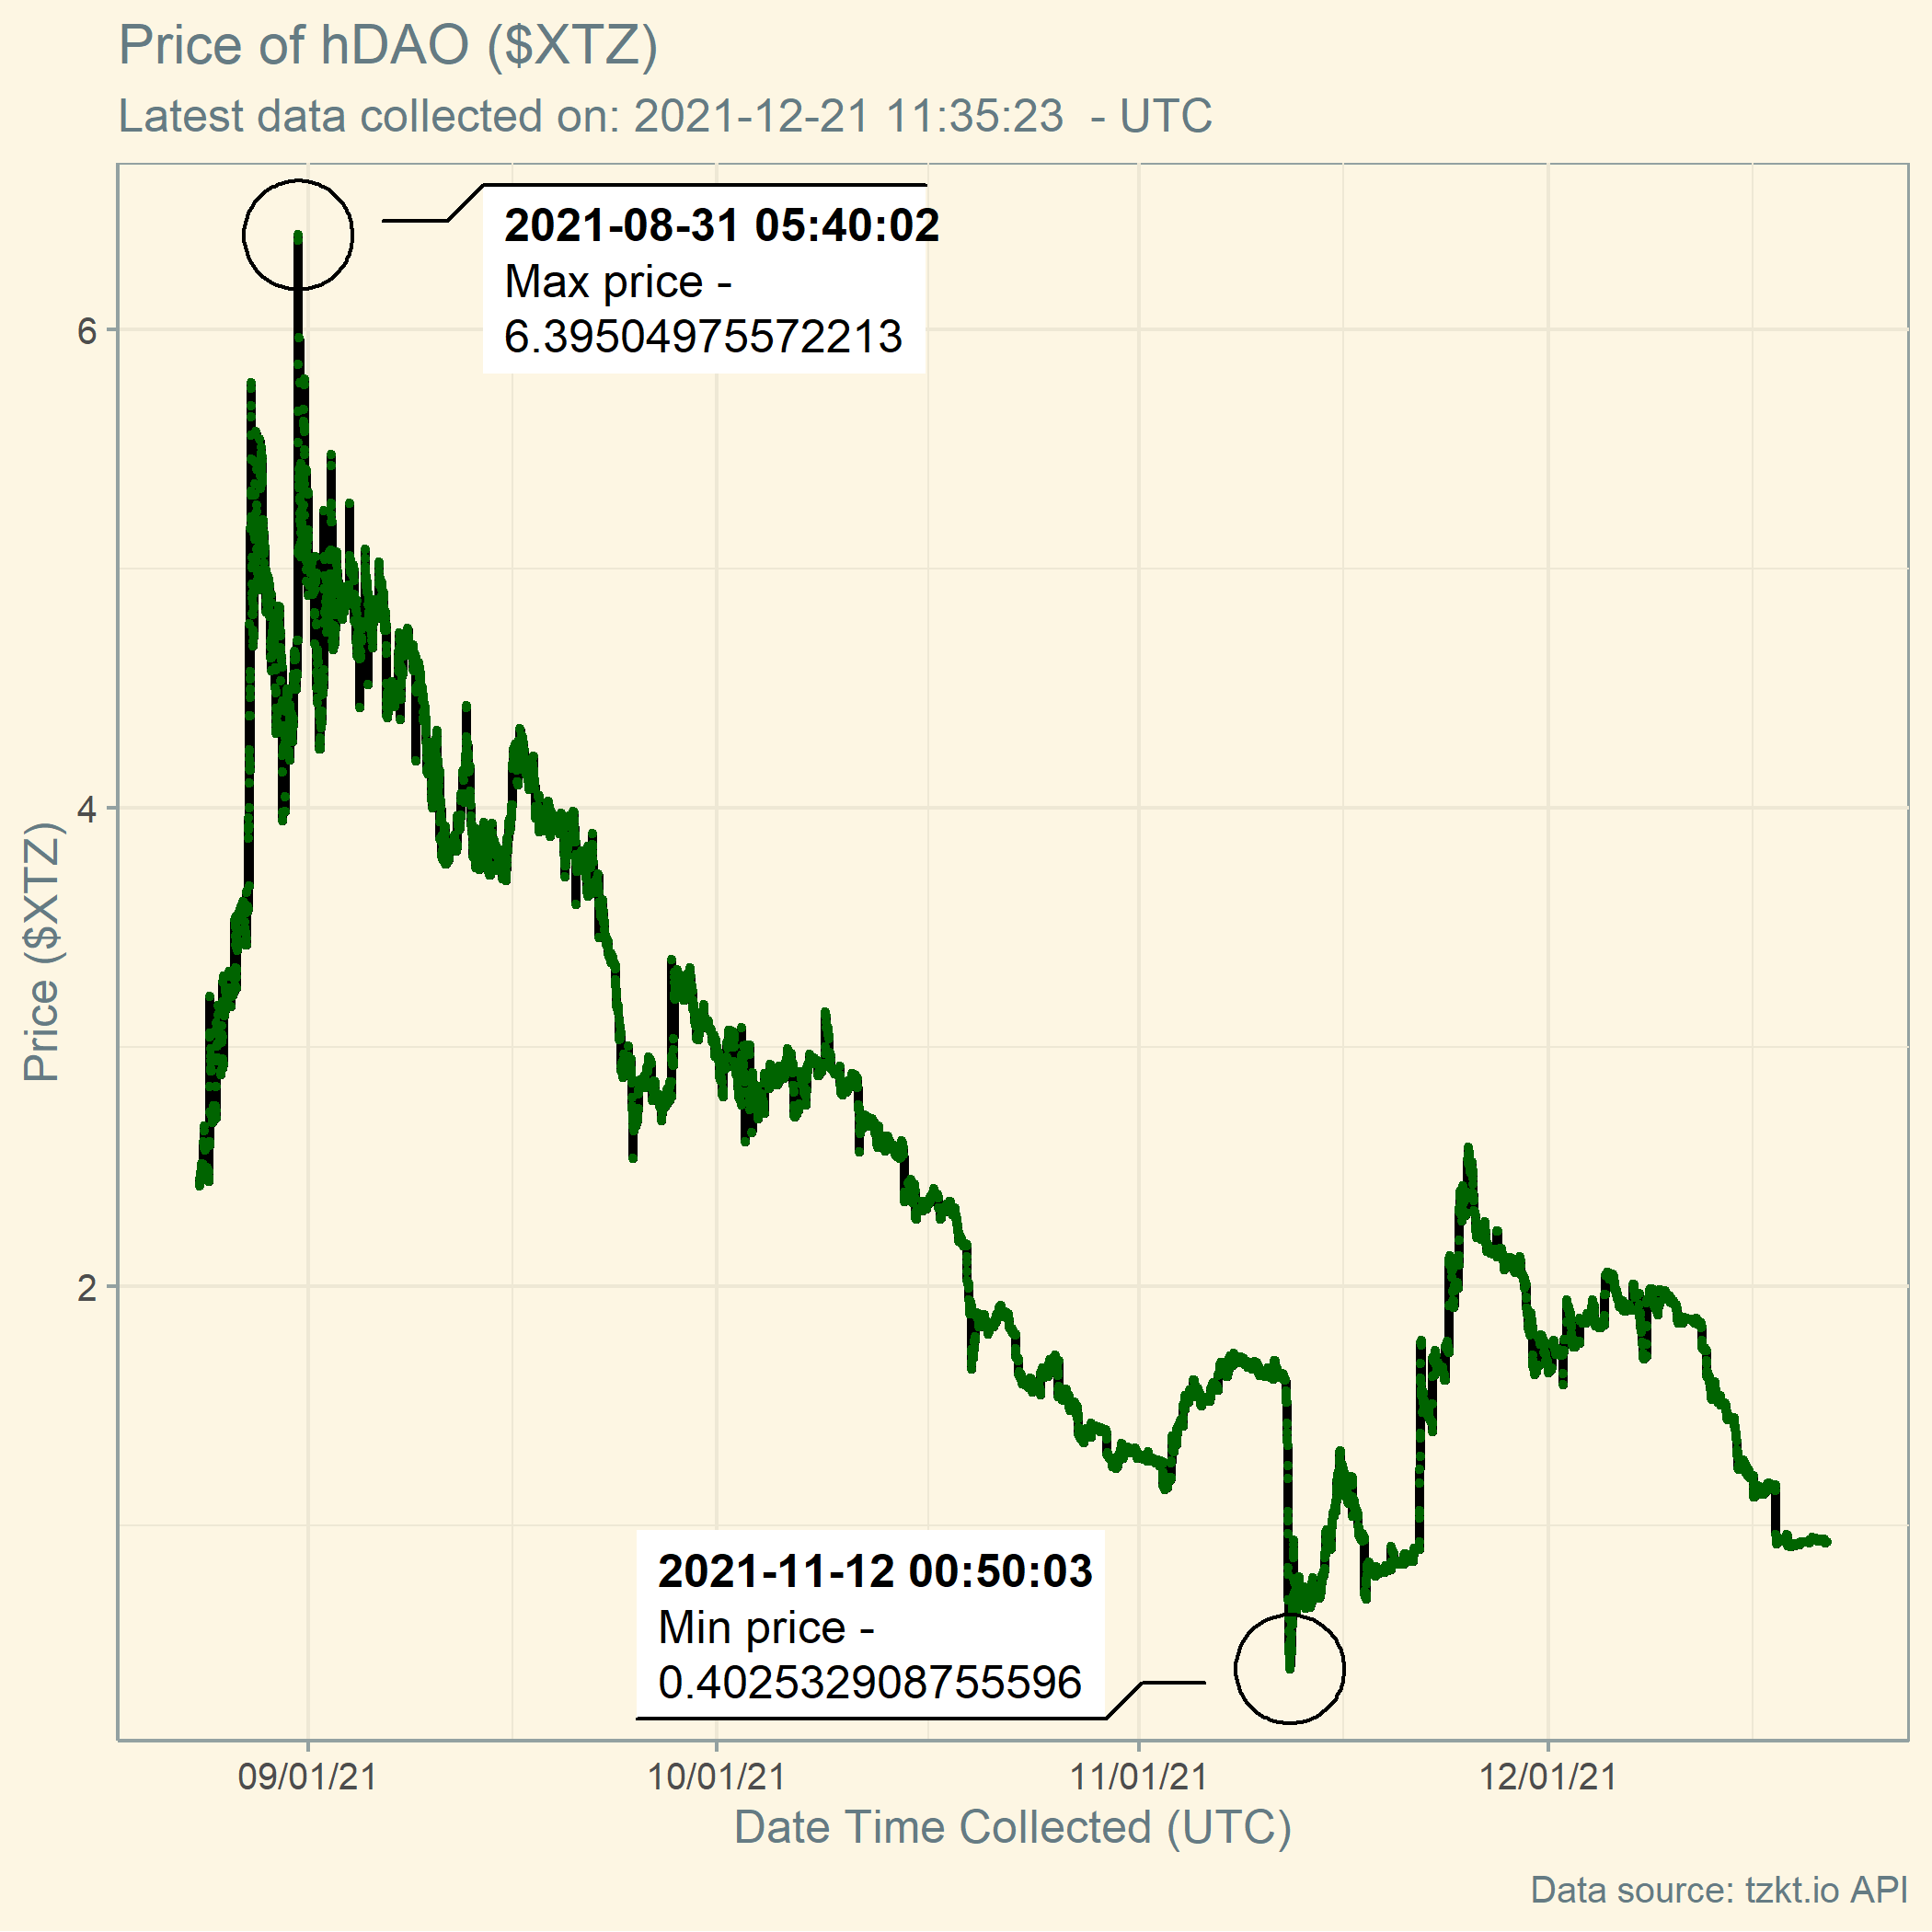 Price of hDAO ($XTZ)
Latest data collected on: 2021-12-21 11:35:23  - UTC
2021-08-31 05:40:02
Max price -
6.39504975572213
6
4
2
Price ($XTZ)
2021-11-12 00:50:03
Min price -
0.402532908755596
09/01/21
10/01/21
11/01/21
12/01/21
Date Time Collected (UTC)
Data source: tzkt.io API